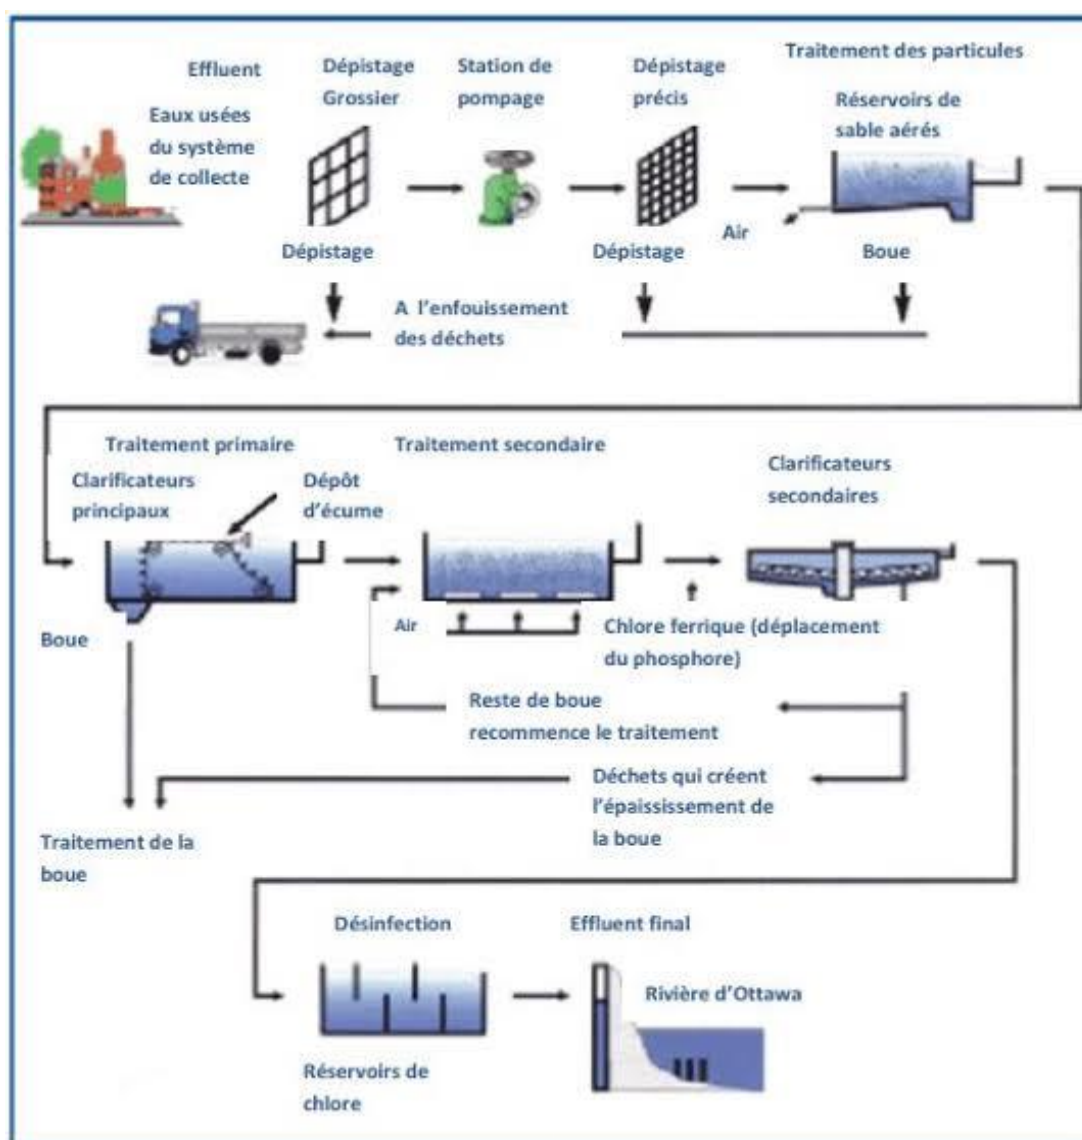 Effluent
Eaux usées
du système
de collecte
Dépistage
Grossier
Station de
pompage
Dépistage
précis
Traitement des particules
Réservoirs de
sable aérés
Air
Dépistage
Dépistage
Boue
A l’enfouissement
des déchets
Traitement primaire
Clarificateurs
principaux
Dépôt
d’écume
Traitement secondaire
Clarificateurs
secondaires
Boue
Air
Chlore ferrique (déplacement
du phosphore)
Reste de boue
recommence le traitement
Déchets qui créent
l’épaississement de
la boue
Traitement de la
boue
Désinfection
Effluent final
Rivière d’Ottawa
Réservoirs de
chlore